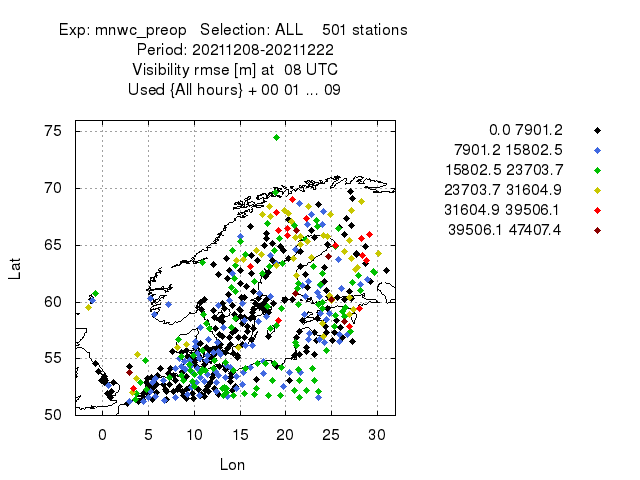 Exp: mnwc_preop   Selection: ALL    501 stations
Period: 20211208-20211222
Visibility rmse [m] at  08 UTC
Used {All hours} + 00 01 ... 09
0.0 7901.2
7901.2 15802.5
15802.5 23703.7
23703.7 31604.9
31604.9 39506.1
39506.1 47407.4
75
70
65
60
55
50
Lat
0 5 10 15 20 25 30
Lon